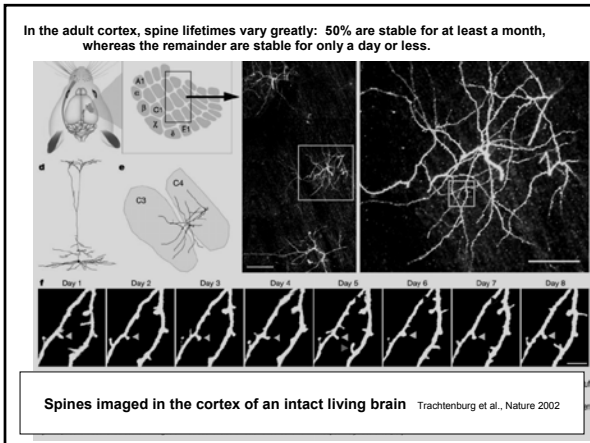 In the adult cortex, spine lifetimes vary greatly: 50% are stable for at least a month,
whereas the remainder are stable for only a day or less.
A1
α
β
C1
χ
δ
E1
d
e
C3
C4
f
Day 1
Day 2
Day 3
Day 4
Day 5
Day 6
Day 7
Day 8
Spines imaged in the cortex of an intact living brain Trachtenburg et al., Nature 2002